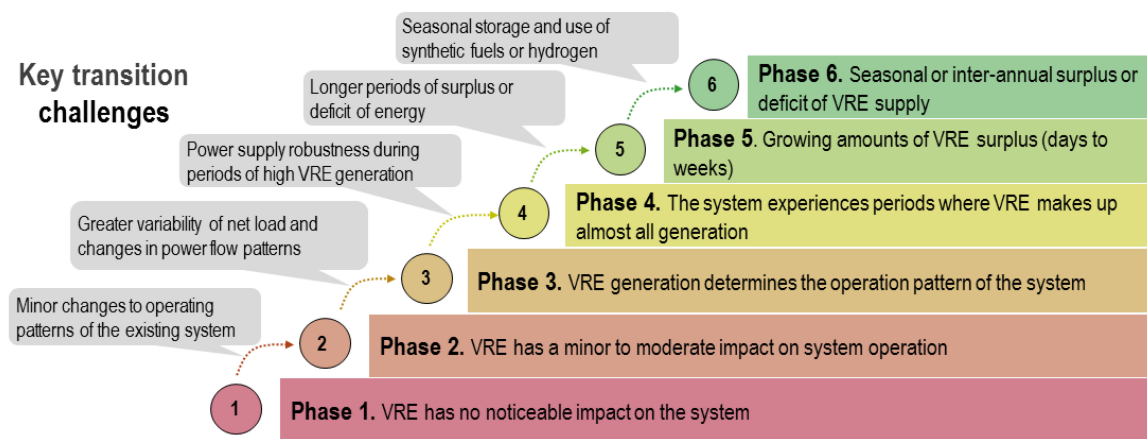 Key transition
challenges
Seasonal storage and use of
synthetic fuels or hydrogen
6
Phase 6. Seasonal or inter-annual surplus or
deficit of VRE supply
Longer periods of surplus or
deficit of energy
5
Phase 5. Growing amounts of VRE surplus (days to
weeks)
Power supply robustness during
periods of high VRE generation
4
Phase 4. The system experiences periods where VRE makes up
almost all generation
Greater variability of net load and
changes in power flow patterns
3
Phase 3. VRE generation determines the operation pattern of the system
Minor changes to operating
patterns of the existing system
2
Phase 2. VRE has a minor to moderate impact on system operation
1
Phase 1. VRE has no noticeable impact on the system